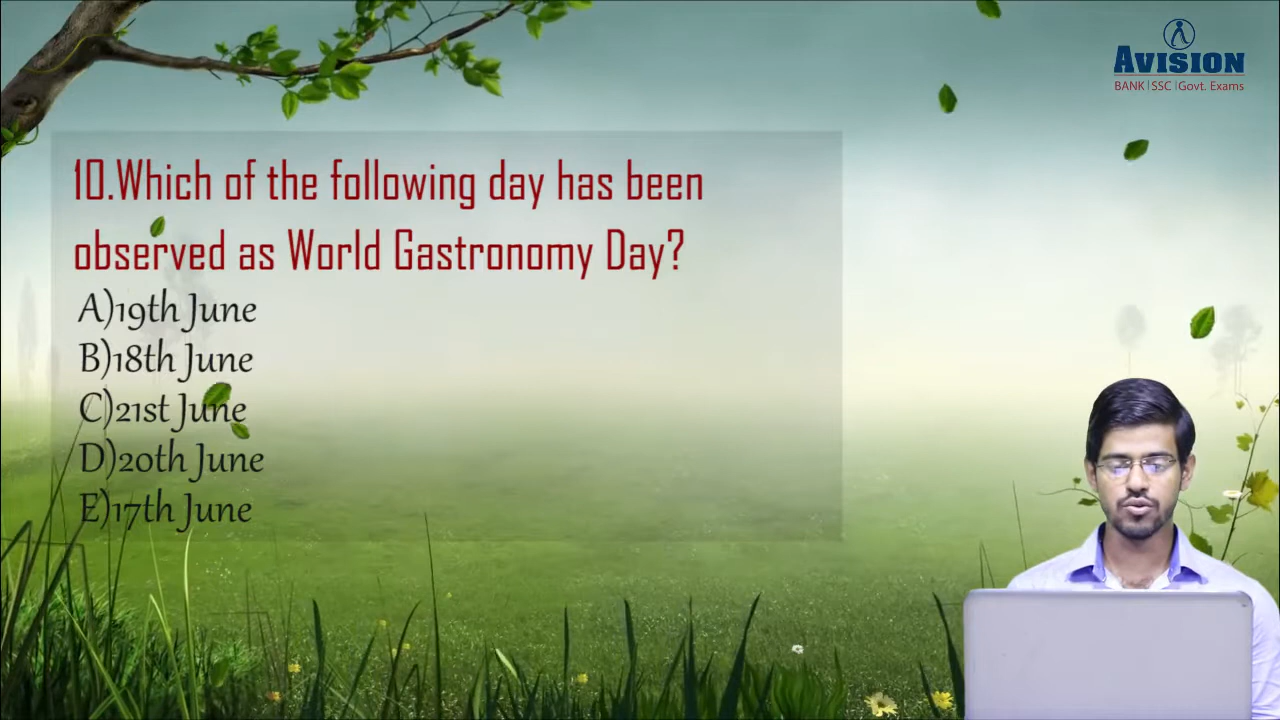 AVISION
BANK|SSC|Govt. Exams
10.Which of the following day has been
observed as World Gastronomy Day?
A)19th June
B)18th June
C)21st June
D)20th June
E)17th June